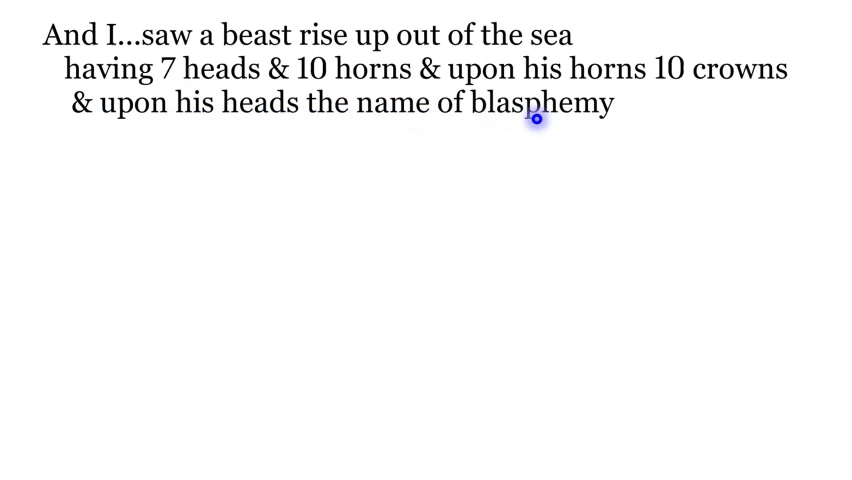 And I...saw a beast rise up out of the sea
having 7 heads & 10 horns & upon his horns 10 crowns
& upon his heads the name of blasphemy